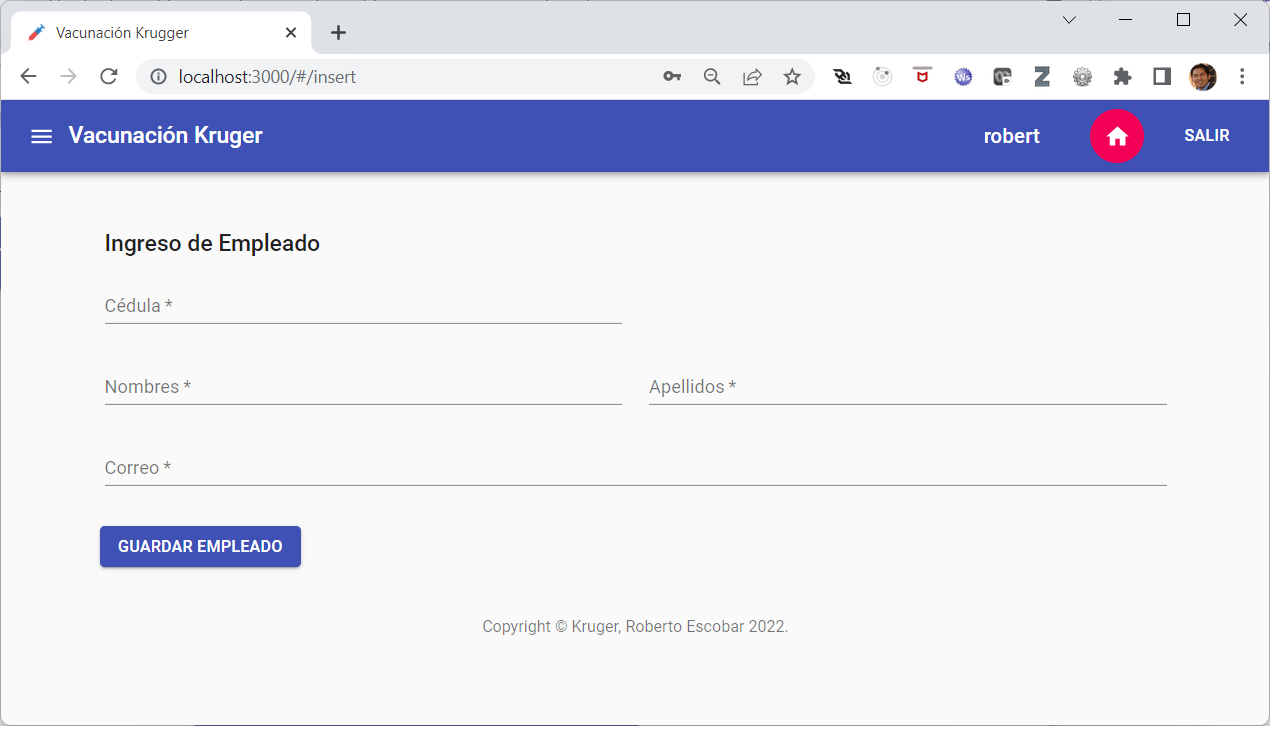 Vacunación Krugger
localhost:3000/#/insert
Vacunación Kruger
robert
SALIR
Ingreso de Empleado
Cédula *
Nombres *
Apellidos *
Correo *
GUARDAR EMPLEADO
Copyright © Kruger, Roberto Escobar 2022.